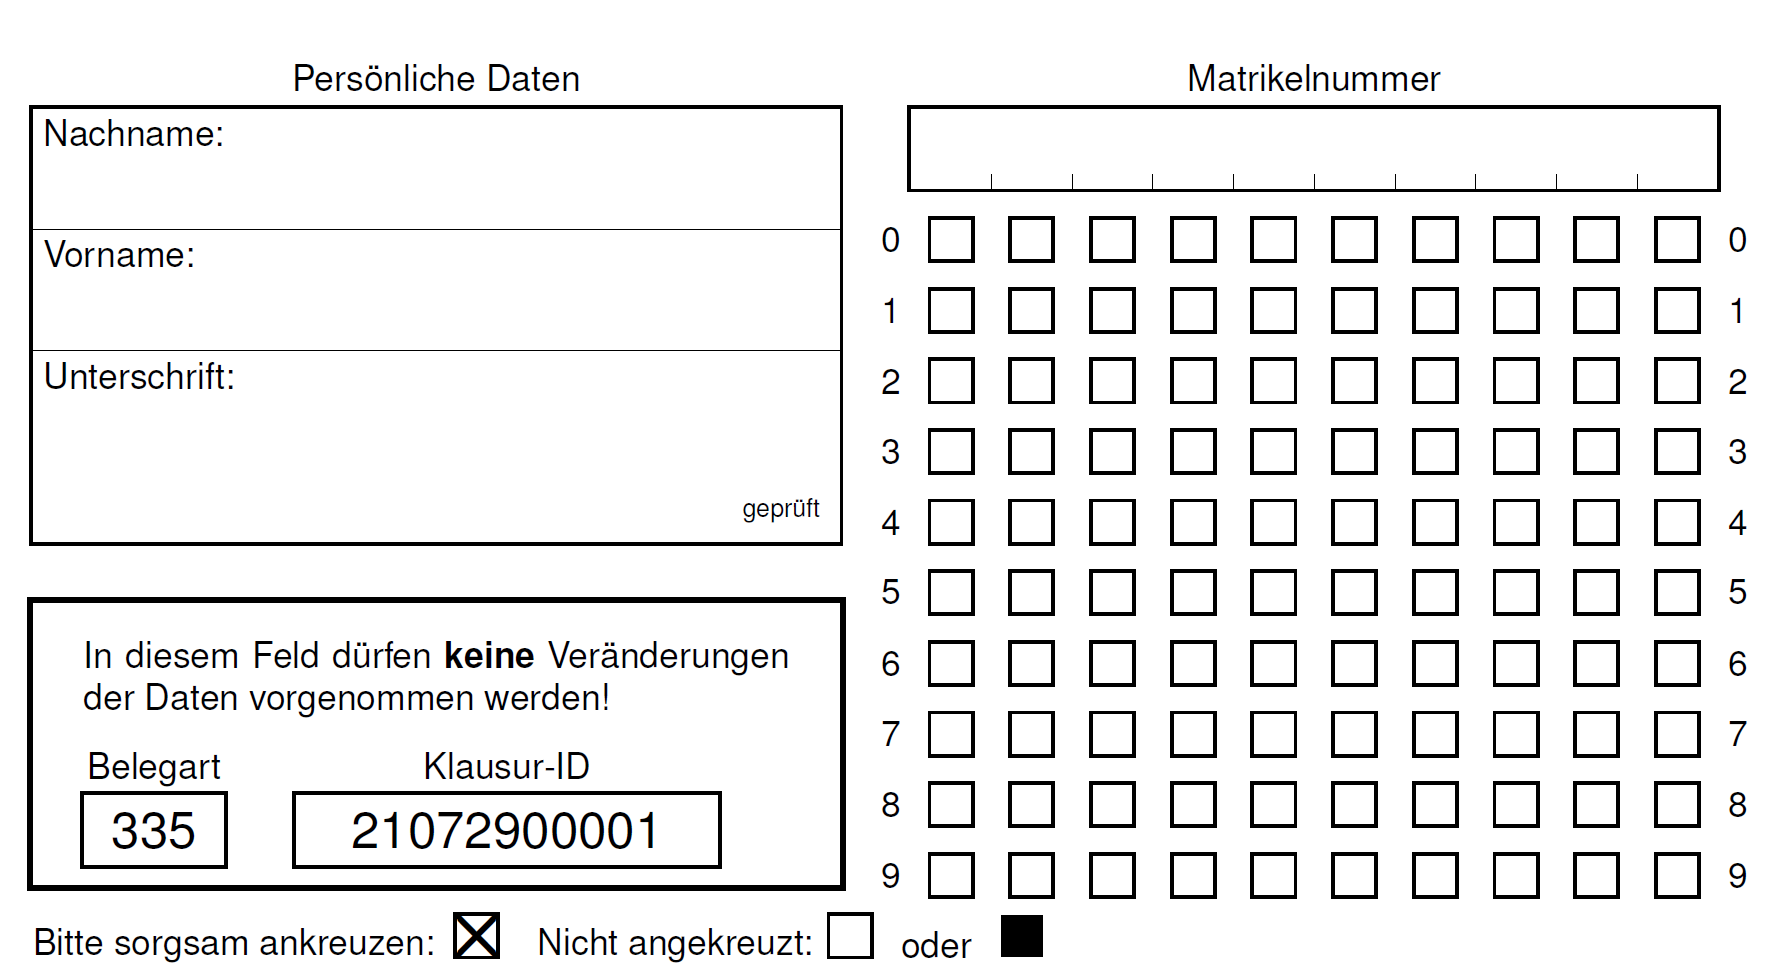 Persönliche Daten
Nachname:
Vorname:
Unterschrift:
geprüft
In diesem Feld dürfen keine Veränderungen
der Daten vorgenommen werden!
Belegart Klausur-ID
335 21072900001
Matrikelnummer
0 0
1 1
2 2
3 3
4 4
5 5
6 6
7 7
8 8
9 9
Bitte sorgsam ankreuzen: Nicht angekreuzt: oder